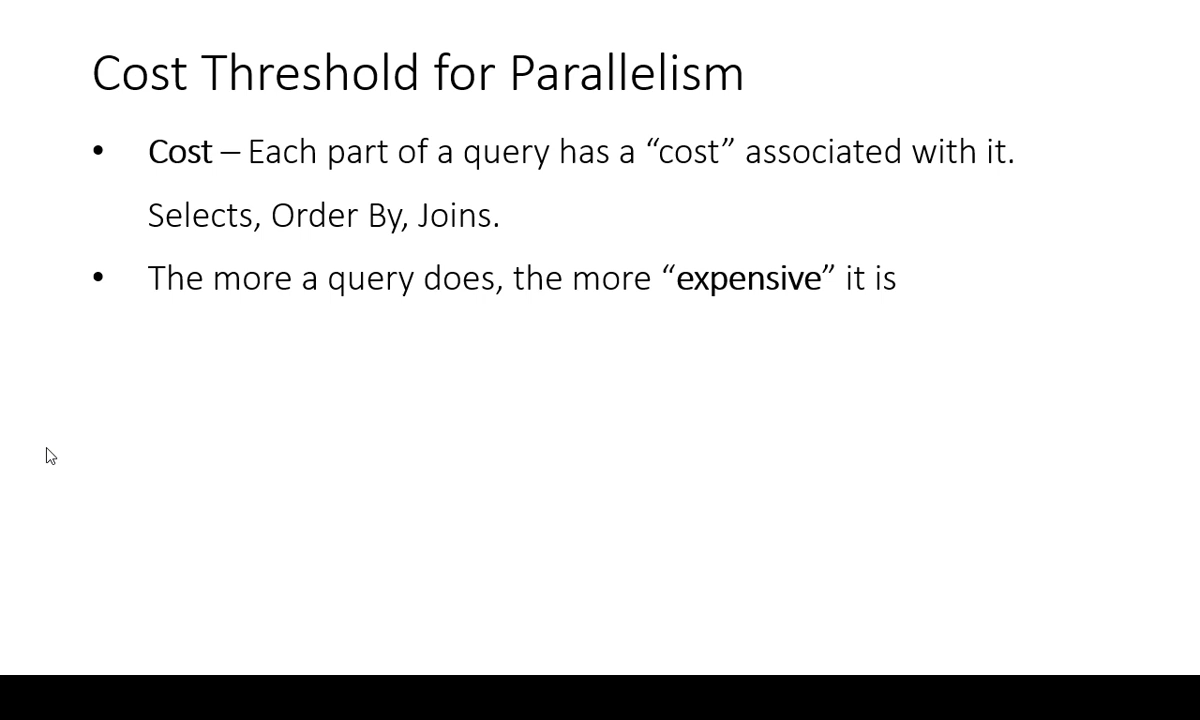 Cost Threshold for Parallelism
• Cost – Each part of a query has a “cost” associated with it.
Selects, Order By, Joins.
• The more a query does, the more “expensive” it is